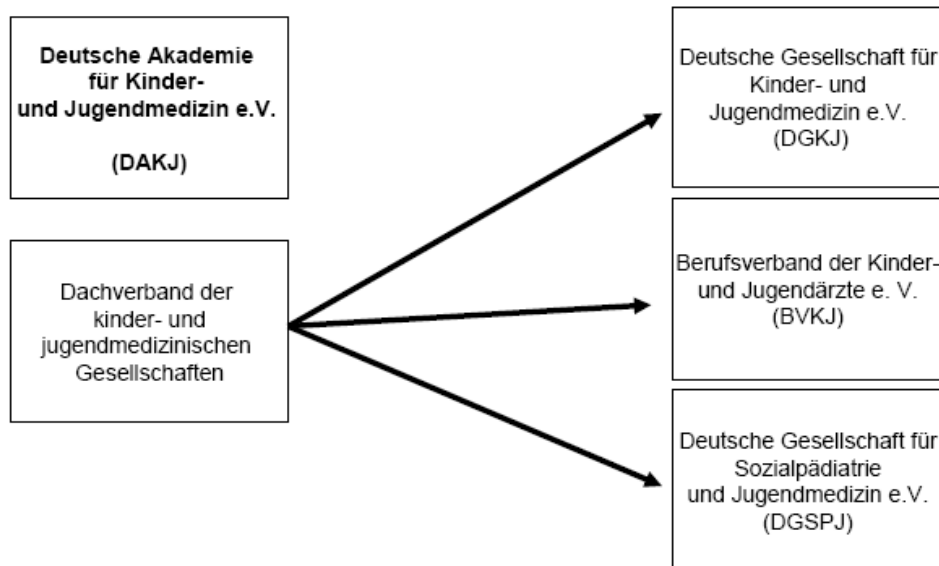 Deutsche Akademie
für Kinder-
und Jugendmedizin e.V.
(DAKJ)
Dachverband der
kinder- und
jugendmedizinischen
Gesellschaften
Deutsche Gesellschaft für
Kinder- und
Jugendmedizin e.V.
(DGKJ)
Berufsverband der Kinder-
und Jugendärzte e. V.
(BVKJ)
Deutsche Gesellschaft für
Sozialpädiatrie
und Jugendmedizin e.V.
(DGSPJ)